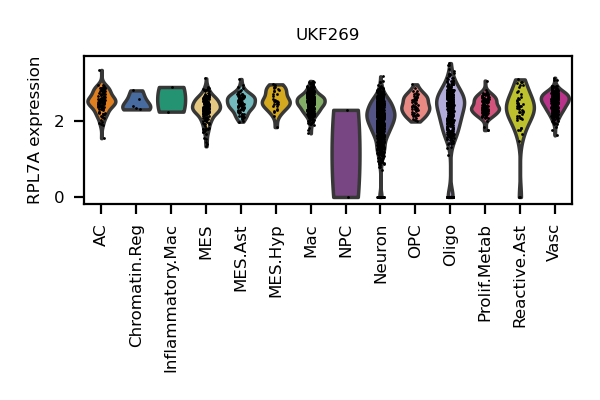 UKF269
RPL7A expression
2
0
AC
Chromatin.Reg
Inflammatory.Mac
MES
MES.Ast
MES.Hyp
Mac
NPC
Neuron
OPC
Oligo
Prolif.Metab
Reactive.Ast
Vasc